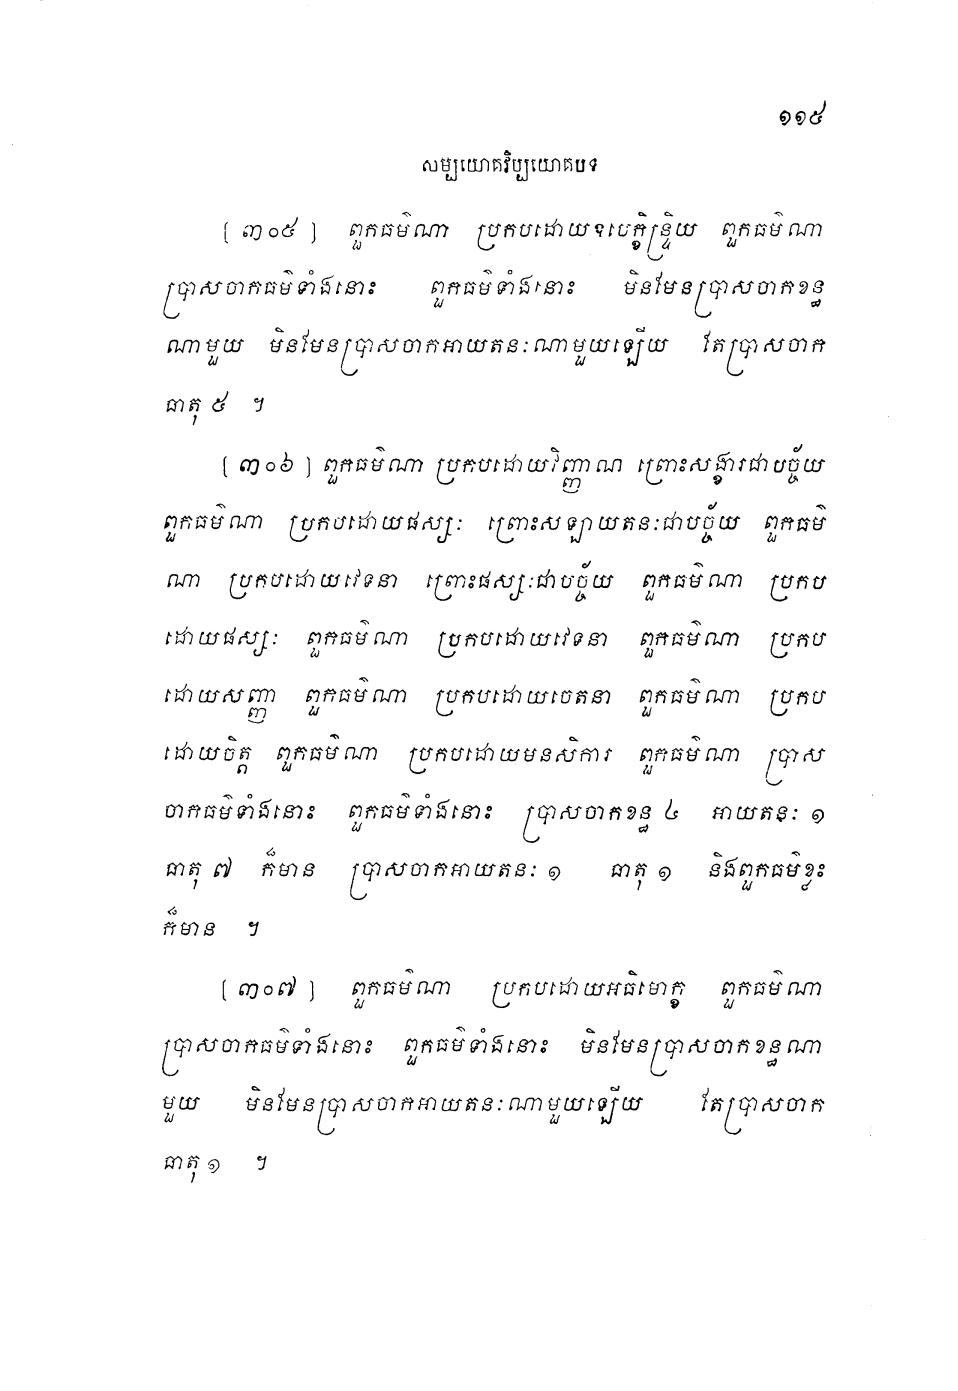 ១១៥
សម្បយោគវិប្បយោគបទ
[ ៣០៥ ] ពួកធម៌ណា ប្រកបដោយឧបេក្ខិន្ទ្រិយ ពួកធម៌ណា
ប្រាសចាកធម៌ទាំងនោះ ពួកធម៌ទាំងនោះ មិនមែនប្រាសចាកខន្ធ
ណាមួយ មិនមែនប្រាសចាកអាយតនៈណាមួយឡើយ តែប្រាសចាក
ធាតុ ៥ ។
[ ៣០៦ ] ពួកធម៌ណា ប្រកបដោយវិញ្ញាណ ព្រោះសង្ខារជាបច្ច័យ
ពួកធម៌ណា ប្រកបដោយផស្សៈ ព្រោះសឡាយតនៈជាបច្ច័យ ពួកធម៌
ណា ប្រកបដោយវេទនា ព្រោះផស្សៈជាបច្ច័យ ពួកធម៌ណា ប្រកប
ដោយផស្សៈ ពួកធម៌ណា ប្រកបដោយវេទនា ពួកធម៌ណា ប្រកប
ដោយសញ្ញា ពួកធម៌ណា ប្រកបដោយចេតនា ពួកធម៌ណា ប្រកប
ដោយចិត្ត ពួកធម៌ណា ប្រកបដោយមនសិការ ពួកធម៌ណា ប្រាស
ចាកធម៌ទាំងនោះ ពួកធម៌ទាំងនោះ ប្រាសចាកខន្ធ ៤ អាយតនៈ ១
ធាតុ ៧ ក៏មាន ប្រាសចាកអាយតនៈ ១ ធាតុ ១ និងពួកធម៌ខ្លះ
ក៏មាន ។
[ ៣០៧ ] ពួកធម៌ណា ប្រកបដោយអធិមោក្ខ ពួកធម៌ណា
ប្រាសចាកធម៌ទាំងនោះ ពួកធម៌ទាំងនោះ មិនមែនប្រាសចាកខន្ធណា
មួយ មិនមែនប្រាសចាកអាយតនៈណាមួយឡើយ តែប្រាសចាក
ធាតុ ១ ។